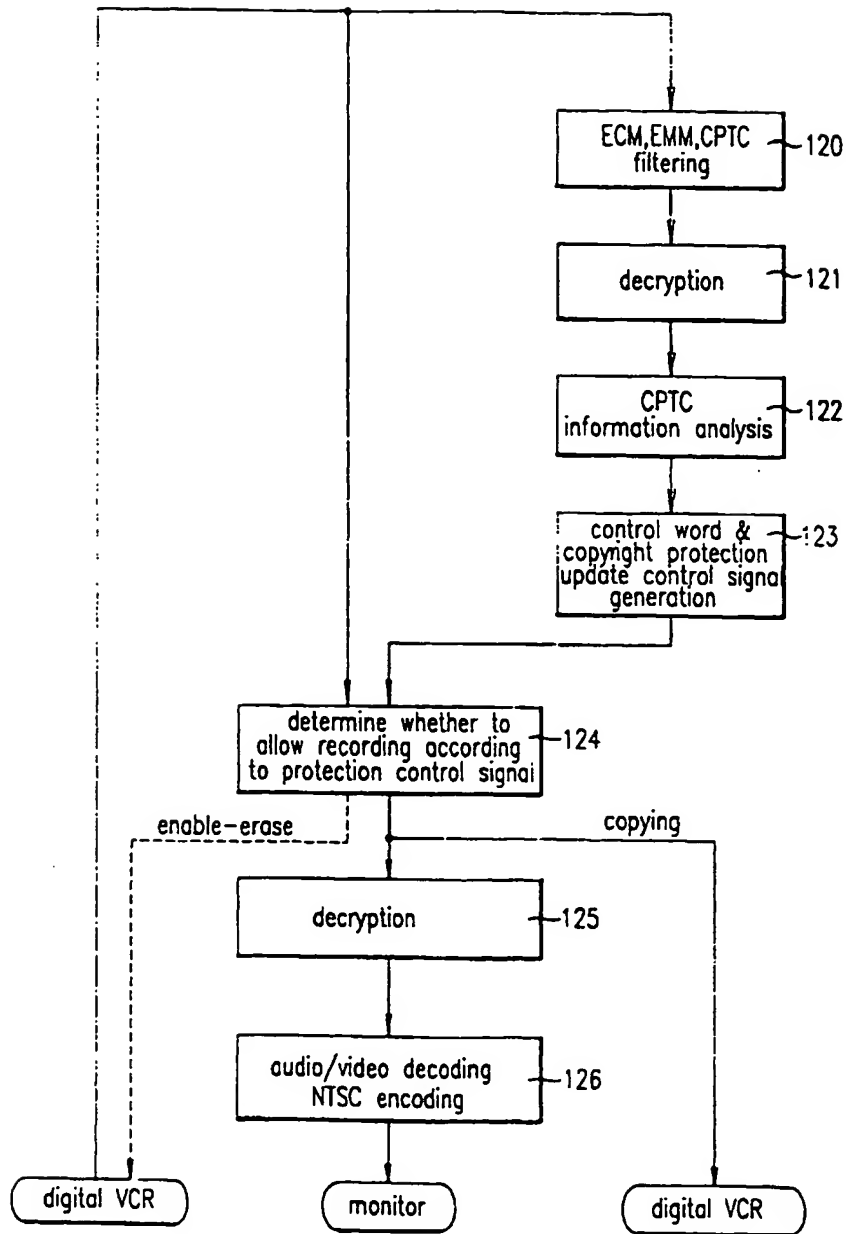 ECM,EMM,CPTC
filtering
120
decryption
121
CPTC
information analysis
122
control word &
copyright protection
update control signal
generation
123
determine whether to
allow recording according
to protection control signal
124
enable-erase
copying
decryption
125
audio/video decoding
NTSC encoding
126
digital VCR
monitor
digital VCR